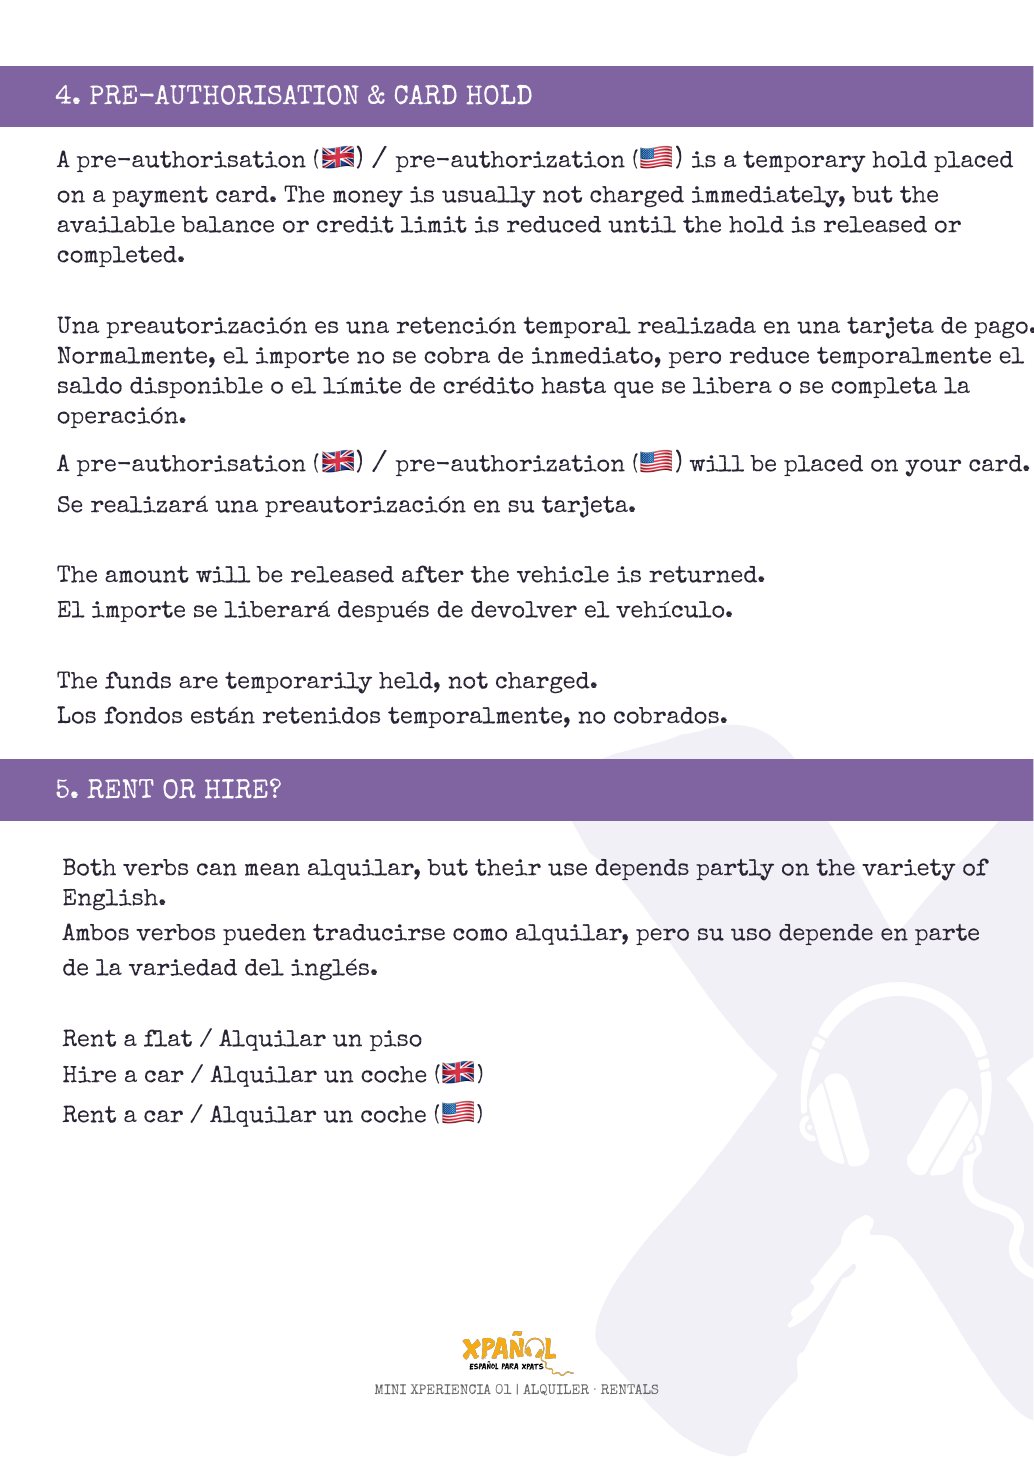 4. PRE-AUTHORISATION & CARD HOLD
A pre-authorisation (🇬🇧) / pre-authorization (🇺🇸) is a temporary hold placed
on a payment card. The money is usually not charged immediately, but the
available balance or credit limit is reduced until the hold is released or
completed.
Una preautorización es una retención temporal realizada en una tarjeta de pago.
Normalmente, el importe no se cobra de inmediato, pero reduce temporalmente el
saldo disponible o el límite de crédito hasta que se libera o se completa la
operación.
A pre-authorisation (🇬🇧) / pre-authorization (🇺🇸) will be placed on your card.
Se realizará una preautorización en su tarjeta.
The amount will be released after the vehicle is returned.
El importe se liberará después de devolver el vehículo.
The funds are temporarily held, not charged.
Los fondos están retenidos temporalmente, no cobrados.
5. RENT OR HIRE?
Both verbs can mean alquilar, but their use depends partly on the variety of
English.
Ambos verbos pueden traducirse como alquilar, pero su uso depende en parte
de la variedad del inglés.
Rent a flat / Alquilar un piso
Hire a car / Alquilar un coche (🇬🇧)
Rent a car / Alquilar un coche (🇺🇸)
XPAÑOL
ESPAÑOL PARA XPATS
MINI XPERIENCIA 01 | ALQUILER · RENTALS